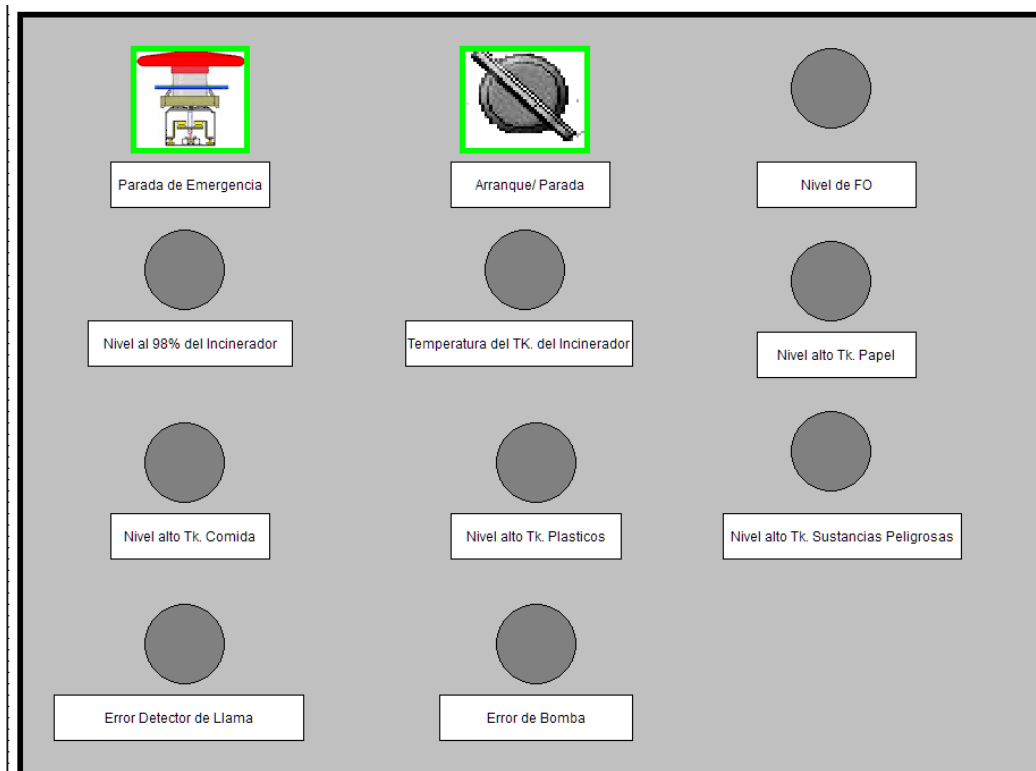 Parada de Emergencia
Arranque/ Parada
Nivel de FO
Nivel al 98% del Incinerador
Temperatura del TK. del Incinerador
Nivel alto Tk. Papel
Nivel alto Tk. Comida
Nivel alto Tk. Plasticos
Nivel alto Tk. Sustancias Peligrosas
Error Detector de Llama
Error de Bomba